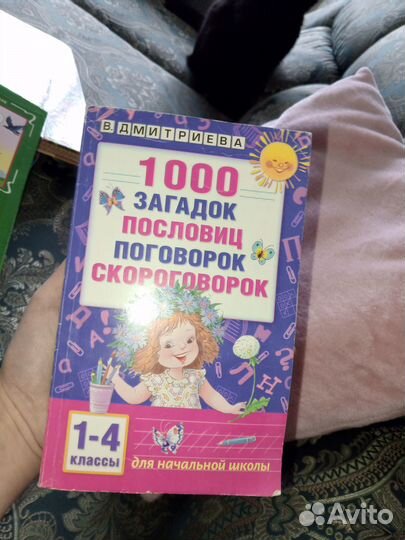 В. ДМИТРИЕВА
1000
ЗАГАДОК
ПОСЛОВИЦ
ПОГОВОРОК
СКОРОГОВОРОК
1-4
КЛАССЫ
для начальной школы
Avito